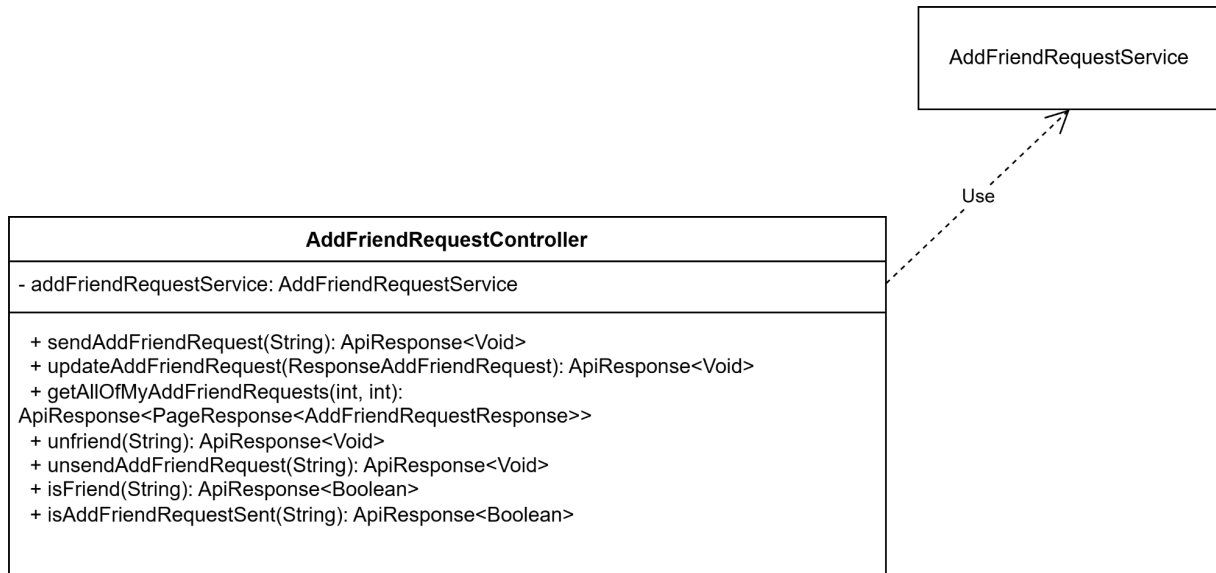 AddFriendRequestService
Use
AddFriendRequestController
- addFriendRequestService: AddFriendRequestService
+ sendAddFriendRequest(String): ApiResponse<Void>
+ updateAddFriendRequest(ResponseAddFriendRequest): ApiResponse<Void>
+ getAllOfMyAddFriendRequests(int, int):
ApiResponse<PageResponse<AddFriendRequestResponse>>
+ unfriend(String): ApiResponse<Void>
+ unsendAddFriendRequest(String): ApiResponse<Void>
+ isFriend(String): ApiResponse<Boolean>
+ isAddFriendRequestSent(String): ApiResponse<Boolean>